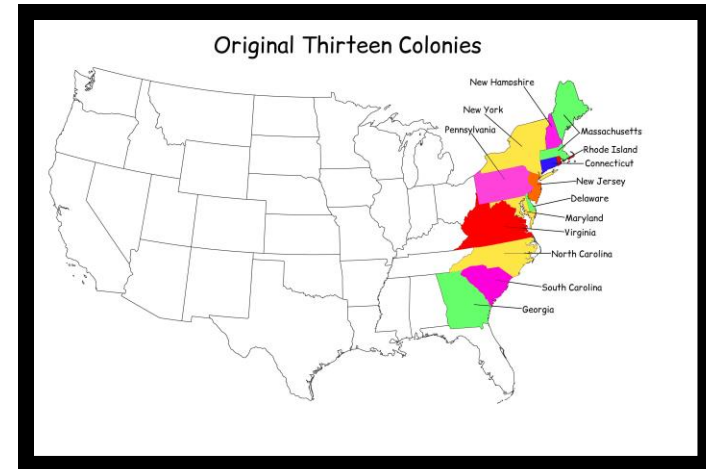 Original Thirteen Colonies
New Hampshire
New York
Pennsylvania
Massachusetts
Rhode Island
Connecticut
New Jersey
Delaware
Maryland
Virginia
North Carolina
South Carolina
Georgia